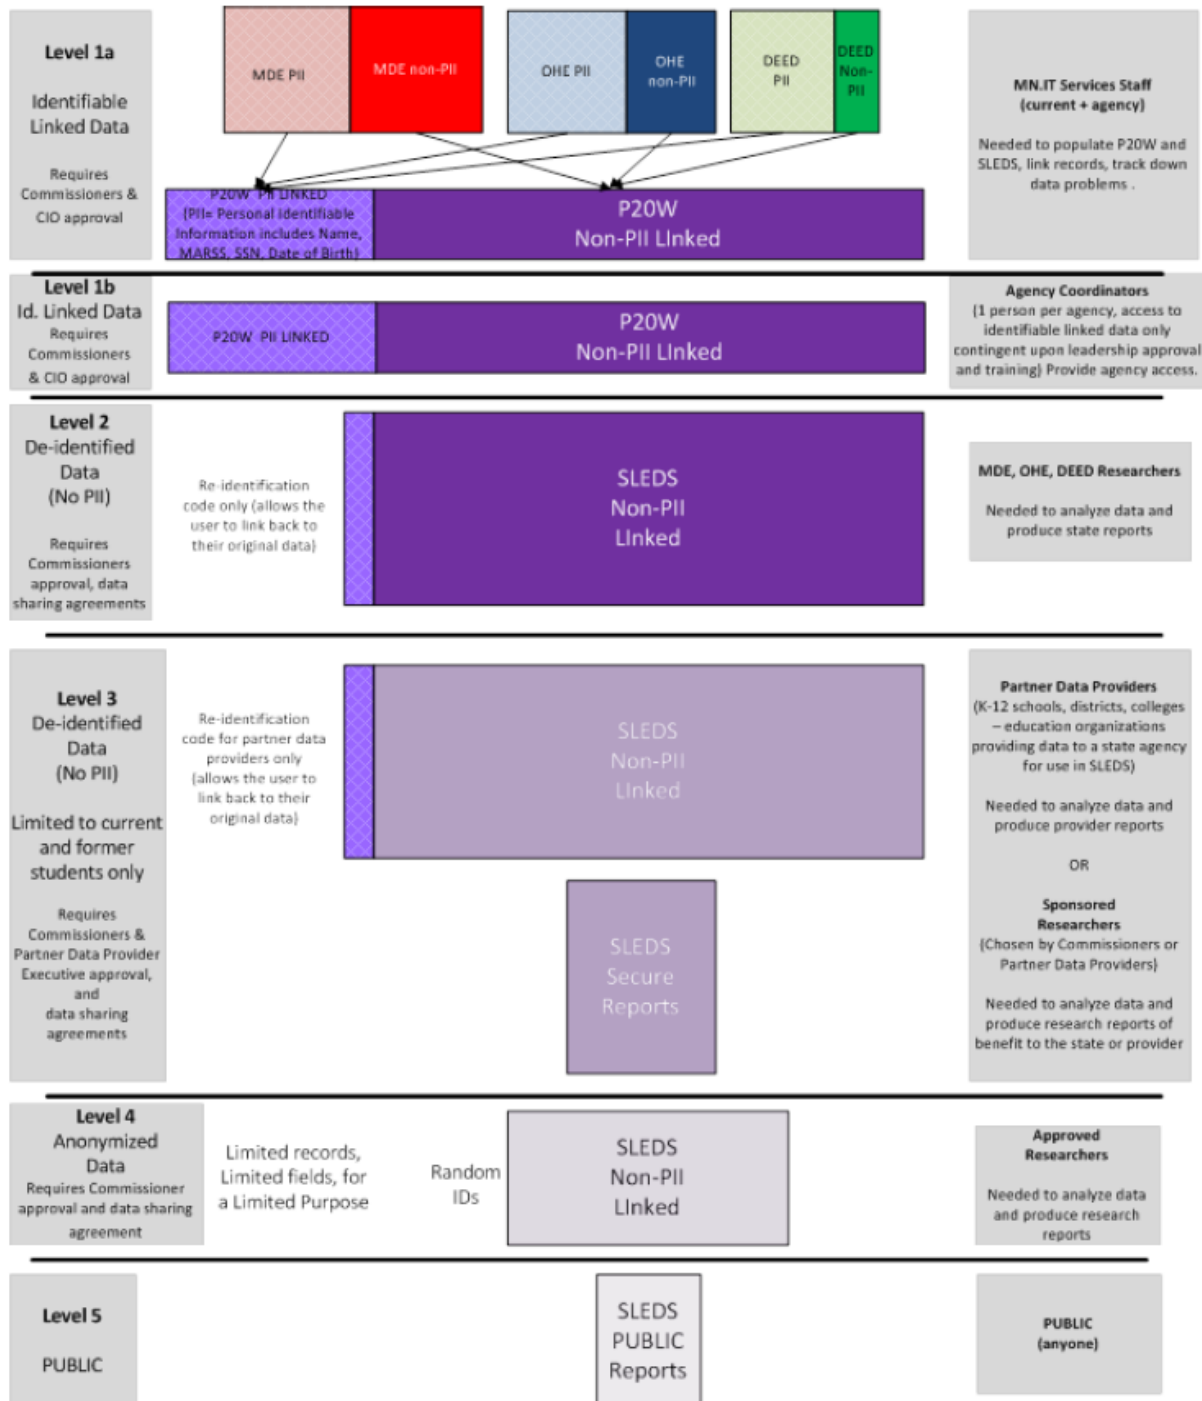 Level 1a
Identifiable
Linked Data
Requires
Commissioners &
CIO approval
MDE PII
MDE non-PII
OHE PII
OHE
non-PII
DEED
PII
DEED
Non-
PII
P20W PII LINKED
(PII= Personal Identifiable
Information includes Name,
MARSS, SSN, Date of Birth)
P20W
Non-PII LInked
MN.IT Services Staff
(current + agency)
Needed to populate P20W and
SLEDS, link records, track down
data problems .
Level 1b
Id. Linked Data
Requires
Commissioners
& CIO approval
P20W PII LINKED
P20W
Non-PII LInked
Agency Coordinators
(1 person per agency, access to
identifiable linked data only
contingent upon leadership approval
and training) Provide agency access.
Level 2
De-identified
Data
(No PII)
Requires
Commissioners
approval, data
sharing agreements
Re-identification
code only (allows the
user to link back to
their original data)
SLEDS
Non-PII
LInked
MDE, OHE, DEED Researchers
Needed to analyze data and
produce state reports
Level 3
De-identified
Data
(No PII)
Limited to current
and former
students only
Requires
Commissioners &
Partner Data Provider
Executive approval,
and
data sharing
agreements
Re-identification
code for partner data
providers only
(allows the user to
link back to their
original data)
SLEDS
Non-PII
LInked
SLEDS
Secure
Reports
Partner Data Providers
(K-12 schools, districts, colleges
– education organizations
providing data to a state agency
for use in SLEDS)
Needed to analyze data and
produce provider reports
OR
Sponsored
Researchers
(Chosen by Commissioners or
Partner Data Providers)
Needed to analyze data and
produce research reports of
benefit to the state or provider
Level 4
Anonymized
Data
Requires Commissioner
approval and data sharing
agreement
Limited records,
Limited fields, for
a Limited Purpose
Random
IDs
SLEDS
Non-PII
LInked
Approved
Researchers
Needed to analyze data
and produce research
reports
Level 5
PUBLIC
SLEDS
PUBLIC
Reports
PUBLIC
(anyone)